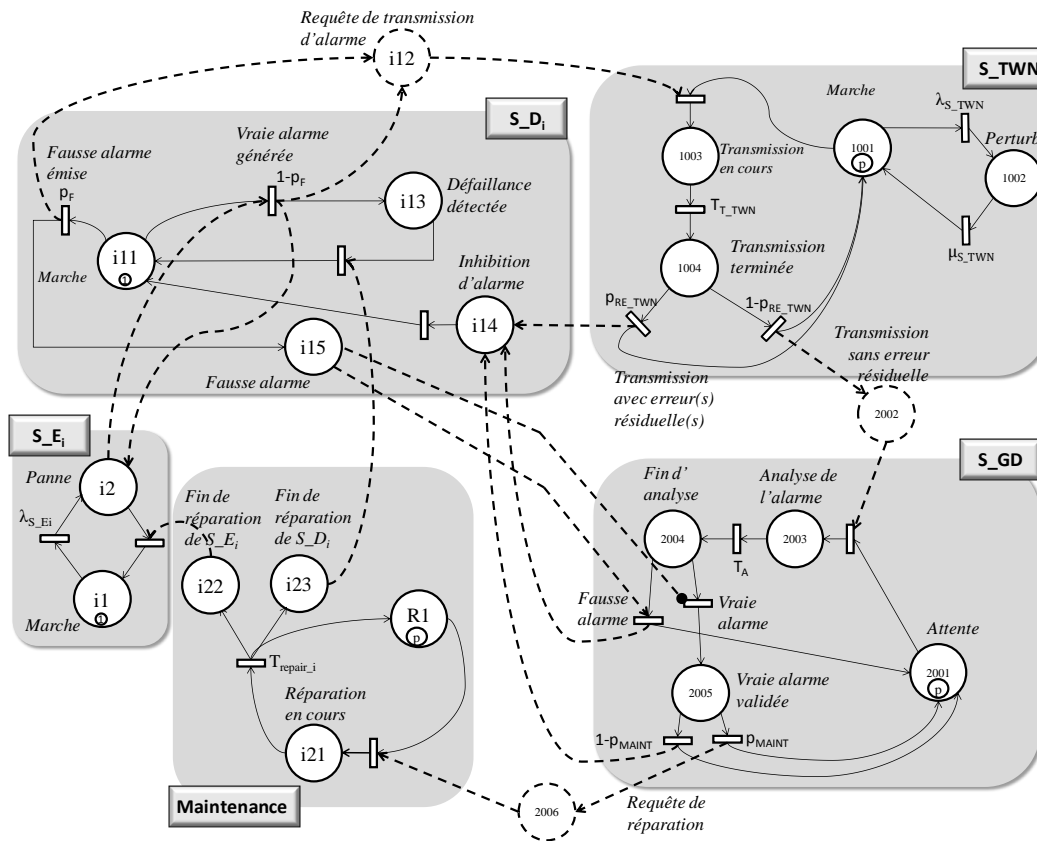 Requête de transmission
d'alarme
i12
S_TWN
S_Di
Marche
λS_TWN
Vraie alarme
générée
Fausse alarme
émise
1-pF
pF
1003
Transmission
en cours
1001
p
Perturb
1002
i13
Défaillance
détectée
TT_TWN
μS_TWN
i11
1
Marche
Inhibition
d'alarme
1004
Transmission
terminée
pRE_TWN
1-pRE_TWN
i14
i15
Fausse alarme
Transmission
sans erreur
résiduelle
Transmission
avec erreur(s)
résiduelle(s)
2002
S_Ei
S_GD
Panne
i2
Fin de
réparation
de S_Ei
Fin de
réparation
de S_Di
Fin d'
analyse
Analyse de
l'alarme
λS_Ei
2004
2003
TA
i22
i23
i1
1
Marche
R1
p
Fausse
alarme
Vraie
alarme
Attente
2001
p
Trepair_i
Réparation
en cours
2005
Vraie alarme
validée
i21
1-pMAINT
pMAINT
Maintenance
2006
Requête de
réparation